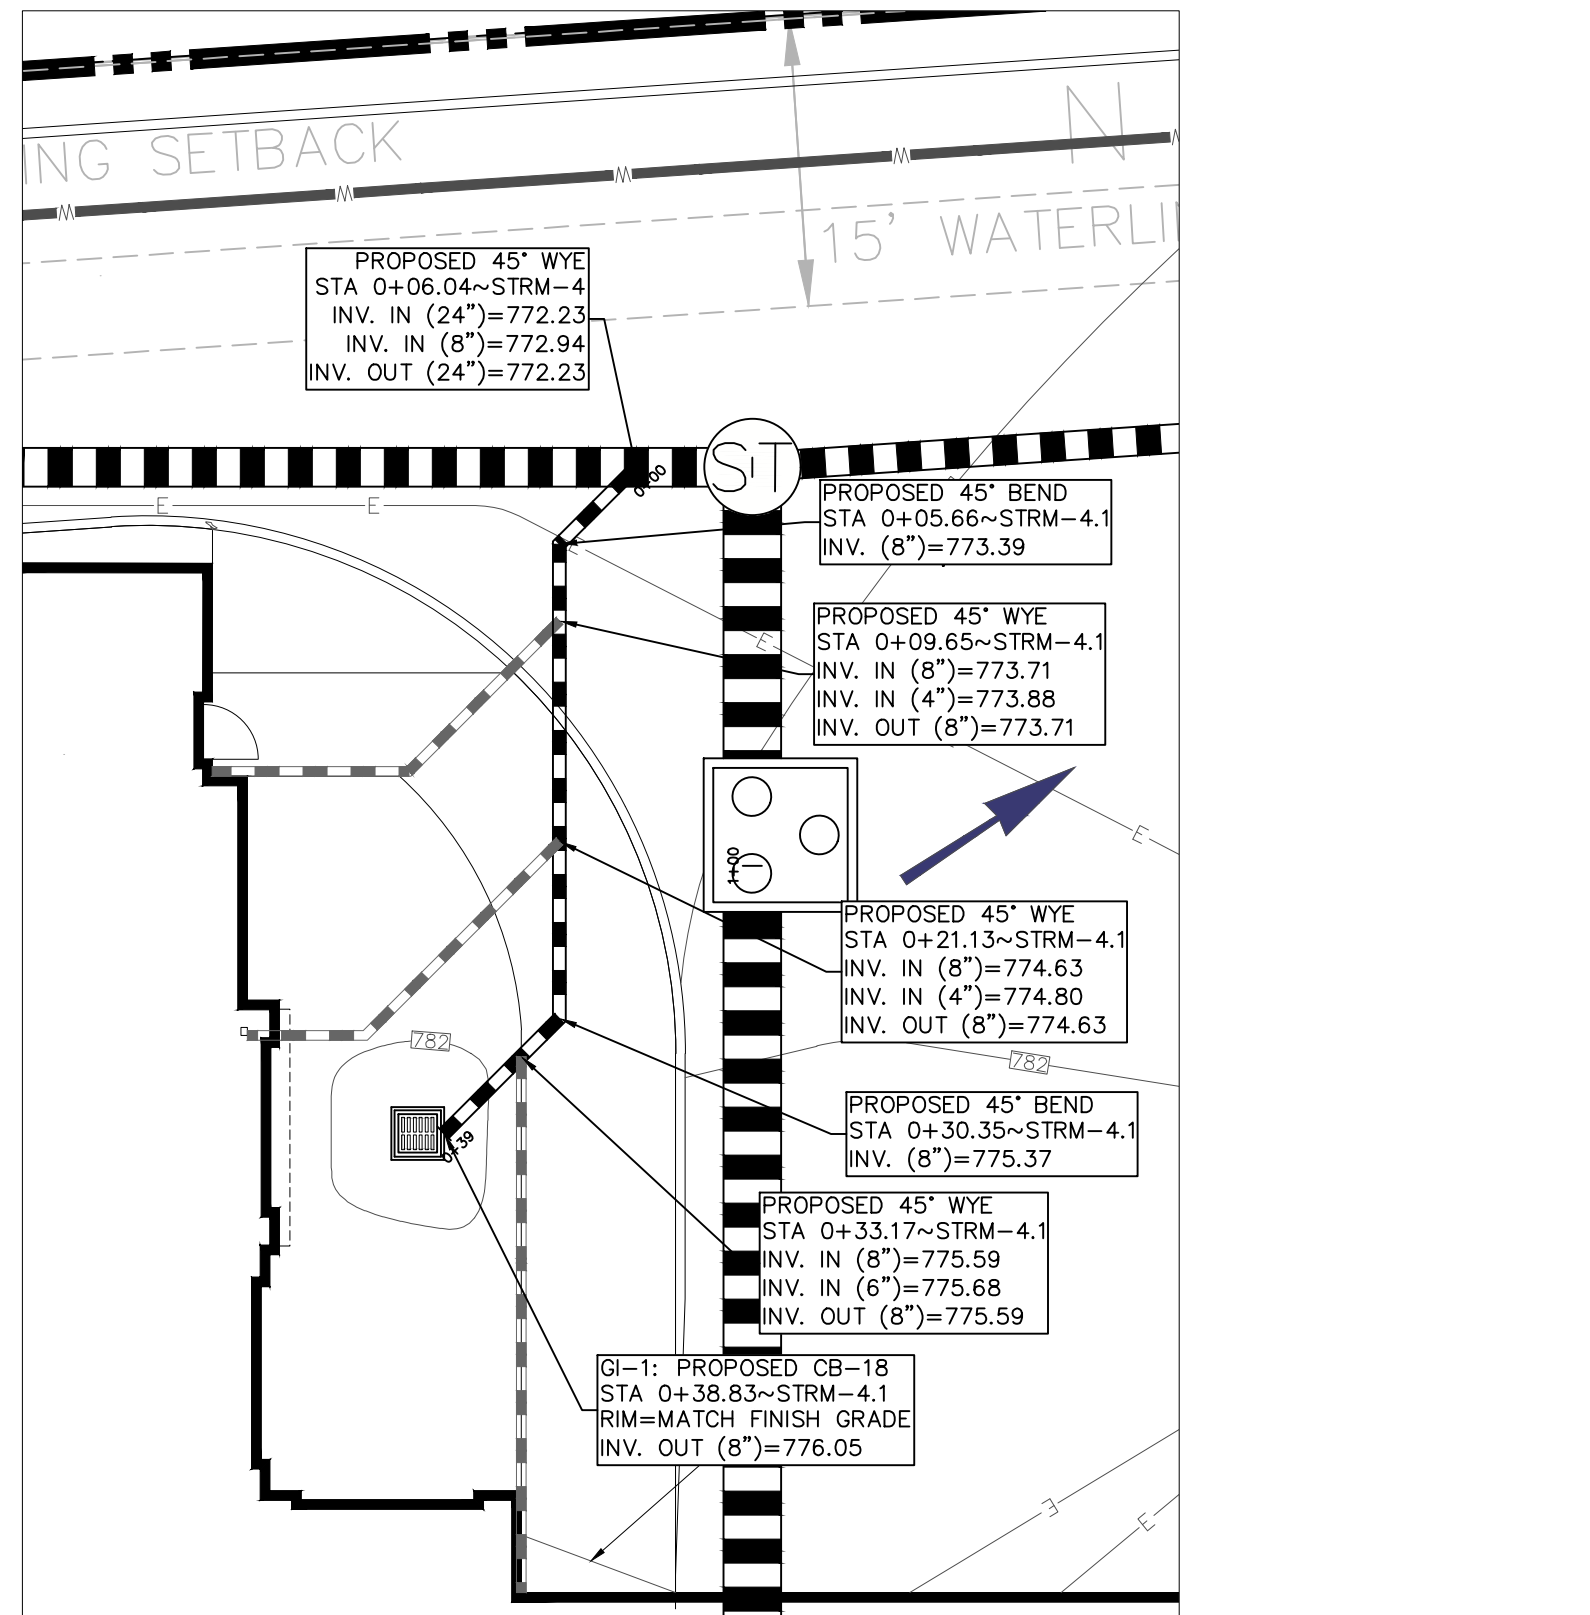 N
ING SETBACK
15' WATERLI
PROPOSED 45° WYE
STA 0+06.04~STRM-4
INV. IN (24")=772.23
INV. IN (8")=772.94
INV. OUT (24")=772.23
ST
0+00
E
E
PROPOSED 45° BEND
STA 0+05.66~STRM-4.1
INV. (8")=773.39
E
PROPOSED 45° WYE
STA 0+09.65~STRM-4.1
INV. IN (8")=773.71
INV. IN (4")=773.88
INV. OUT (8")=773.71
E
1+00
PROPOSED 45° WYE
STA 0+21.13~STRM-4.1
INV. IN (8")=774.63
INV. IN (4")=774.80
INV. OUT (8")=774.63
782
782
PROPOSED 45° BEND
STA 0+30.35~STRM-4.1
INV. (8")=775.37
0+39
PROPOSED 45° WYE
STA 0+33.17~STRM-4.1
INV. IN (8")=775.59
INV. IN (6")=775.68
INV. OUT (8")=775.59
GI-1: PROPOSED CB-18
STA 0+38.83~STRM-4.1
RIM=MATCH FINISH GRADE
INV. OUT (8")=776.05
E
E